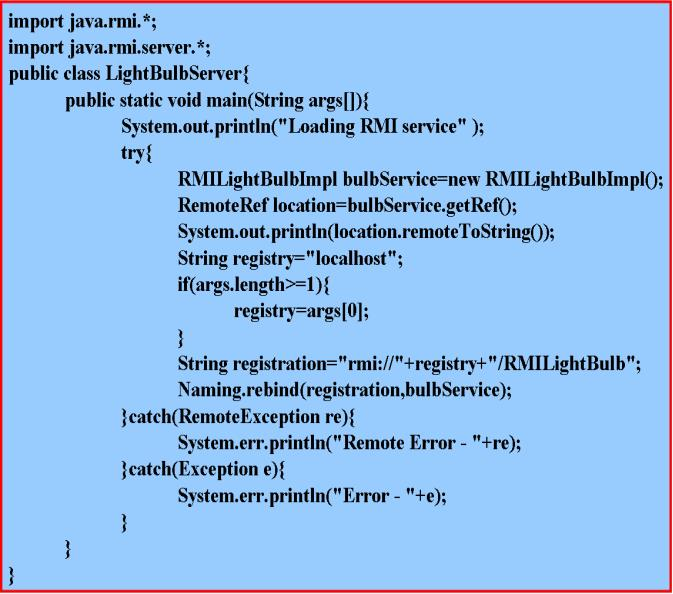 import java.rmi.*;
import java.rmi.server.*;
public class LightBulbServer{
public static void main(String args[]){
System.out.println("Loading RMI service" );
try{
RMILightBulbImpl bulbService=new RMILightBulbImpl();
RemoteRef location=bulbService.getRef();
System.out.println(location.remoteToString());
String registry="localhost";
if(args.length>=1){
registry=args[0];
}
String registration="rmi://"+registry+"/RMILightBulb";
Naming.rebind(registration,bulbService);
}catch(RemoteException re){
System.err.println("Remote Error - "+re);
}catch(Exception e){
System.err.println("Error - "+e);
}
}
}